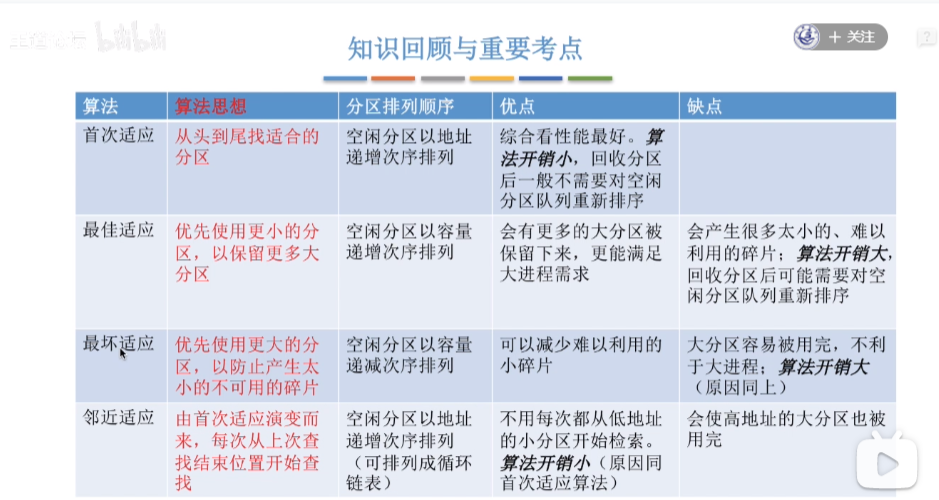 bilibili
知识回顾与重要考点
+ 关注
?
算法
算法思想
分区排列顺序
优点
缺点
首次适应
从头到尾找适合的
分区
空闲分区以地址
递增次序排列
综合看性能最好。算
法开销小，回收分区
后一般不需要对空闲
分区队列重新排序
最佳适应
优先使用更小的分
区，以保留更多大
分区
空闲分区以容量
递增次序排列
会有更多的大分区被
保留下来，更能满足
大进程需求
会产生很多太小的、难以
利用的碎片；算法开销大，
回收分区后可能需要对空
闲分区队列重新排序
最坏适应
优先使用更大的分
区，以防止产生太
小的不可用的碎片
空闲分区以容量
递减次序排列
可以减少难以利用的
小碎片
大分区容易被用完，不利
于大进程；算法开销大
（原因同上）
邻近适应
由首次适应演变而
来，每次从上次查
找结束位置开始查
找
空闲分区以地址
递增次序排列
（可排列成循环
链表）
不用每次都从低地址
的小分区开始检索。
算法开销小（原因同
首次适应算法）
会使高地址的大分区也被
用完